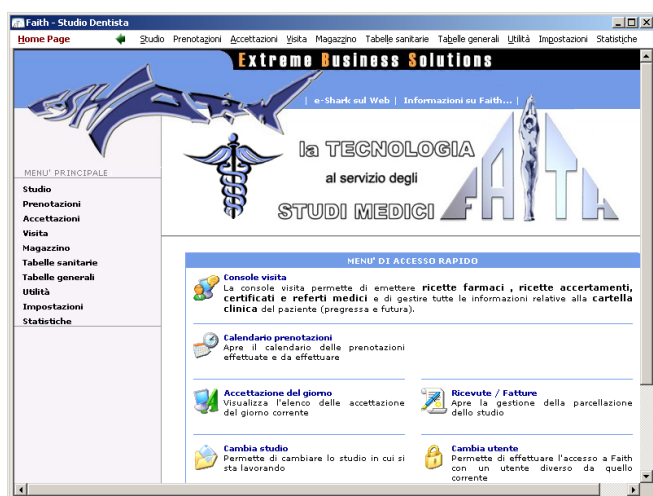 Faith - Studio Dentista
Home Page Studio Prenotazioni Accettazioni Visita Magazzino Tabelle sanitarie Tabelle generali Utilità Impostazioni Statistiche
Extreme Business Solutions
e-SHARK
| e-Shark sul Web | Informazioni su Faith... |
la TECNOLOGIA
al servizio degli
STUDI MEDICI
FAITH
MENU' PRINCIPALE
Studio
Prenotazioni
Accettazioni
Visita
Magazzino
Tabelle sanitarie
Tabelle generali
Utilità
Impostazioni
Statistiche
MENU' DI ACCESSO RAPIDO
Console visita
La console visita permette di emettere ricette farmaci , ricette accertamenti,
certificati e referti medici e di gestire tutte le informazioni relative alla cartella
clinica del paziente (pregressa e futura).
Calendario prenotazioni
Apre il calendario delle prenotazioni
effettuate e da effettuare
Accettazione del giorno
Visualizza l'elenco delle accettazione
del giorno corrente
Ricevute / Fatture
Apre la gestione della parcellazione
dello studio
Cambia studio
Permette di cambiare lo studio in cui si
sta lavorando
Cambia utente
Permette di effettuare l'accesso a Faith
con un utente diverso da quello
corrente